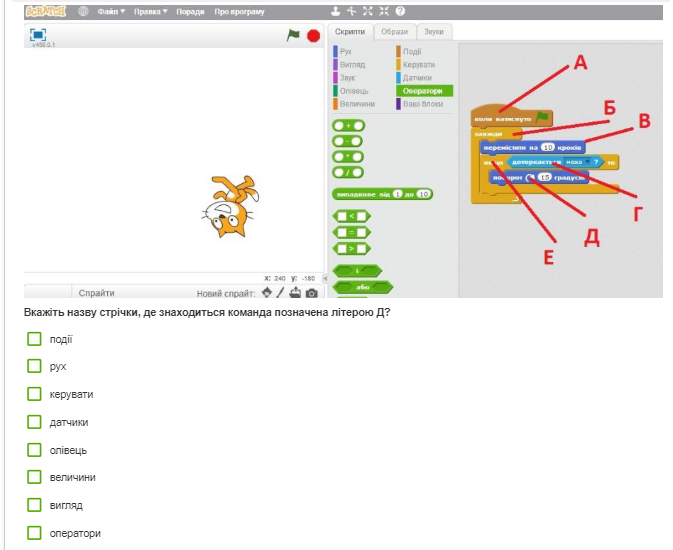 SCRATCH Файл Правка Поради Про програму
v460.0.1
Скрипти Образи Звуки
Рух Події
Вигляд Керувати
Звук Датчики
Олівець Оператори
Величини Ваші блоки
+
-
*
/
випадкове від 1 до 10
<
=
>
і
або
коли натиснуто
завжди
перемістити на 10 кроків
доторкається межа ? то
поворот 15 градусів
А
Б
В
Г
Д
Е
x: 240 y: -180
Спрайти Новий спрайт:
Вкажіть назву стрічки, де знаходиться команда позначена літерою Д?
події
рух
керувати
датчики
олівець
величини
вигляд
оператори